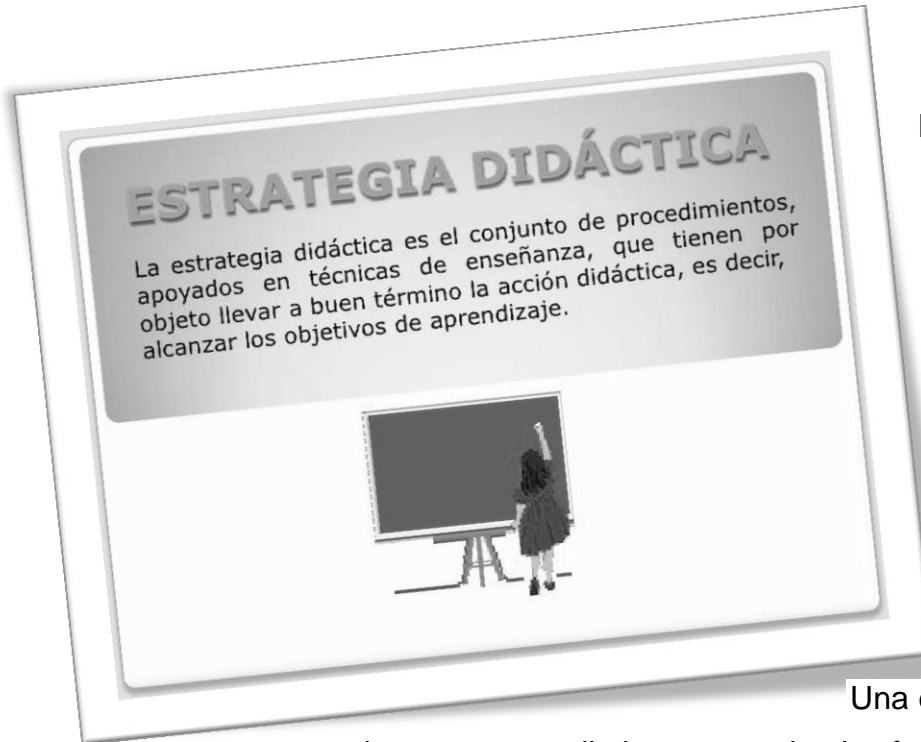 ESTRATEGIA DIDÁCTICA
La estrategia didáctica es el conjunto de procedimientos,
apoyados en técnicas de enseñanza, que tienen por
objeto llevar a buen término la acción didáctica, es decir,
alcanzar los objetivos de aprendizaje.
Una